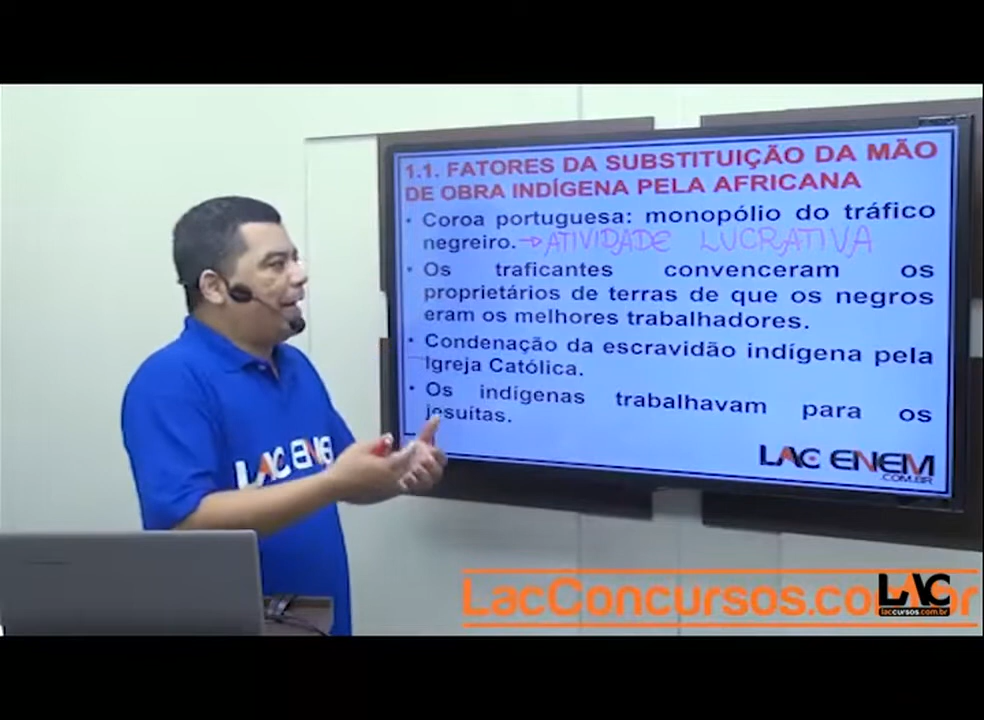 1.1. FATORES DA SUBSTITUIÇÃO DA MÃO
DE OBRA INDÍGENA PELA AFRICANA
• Coroa portuguesa: monopólio do tráfico
negreiro. → ATIVIDADE LUCRATIVA
• Os traficantes convenceram os
proprietários de terras de que os negros
eram os melhores trabalhadores.
• Condenação da escravidão indígena pela
Igreja Católica.
• Os indígenas trabalhavam para os
jesuítas.
LAC ENEM
.COM.BR
LAC ENEM
LacConcursos.com.br
LAC
laccursos.com.br